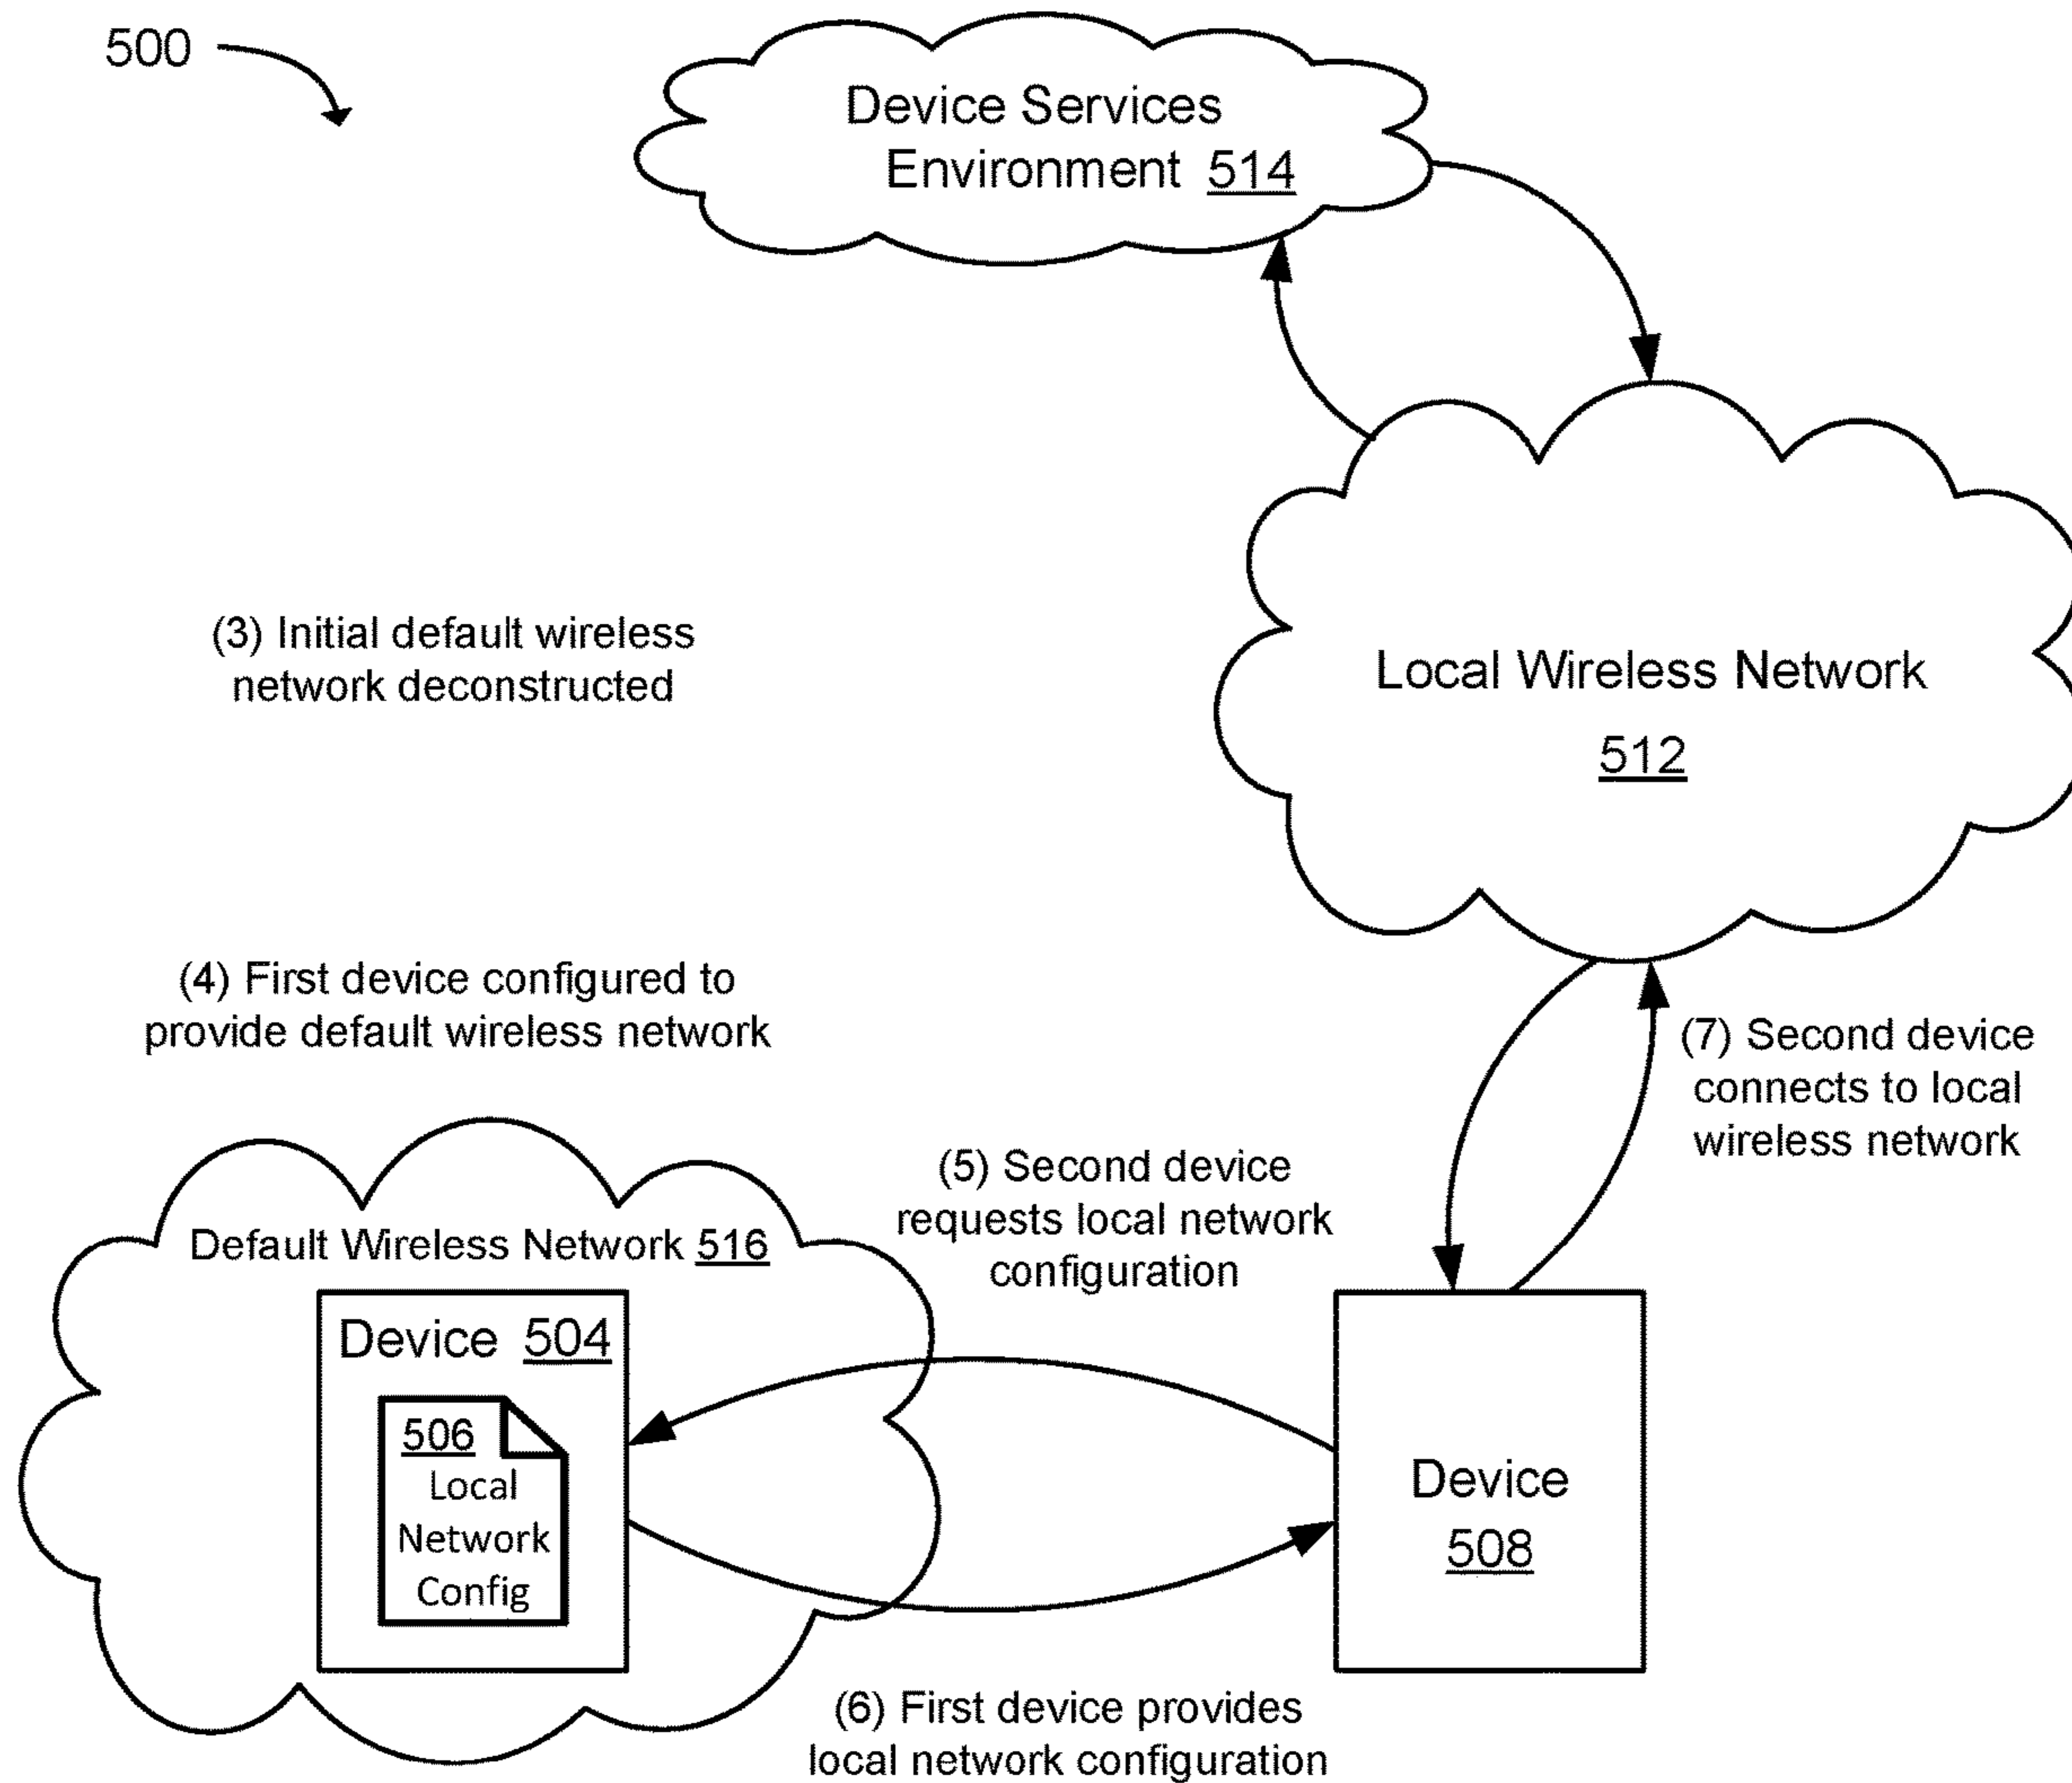 500
Device Services
Environment 514
Local Wireless Network
512
(3) Initial default wireless
network deconstructed
(4) First device configured to
provide default wireless network
(7) Second device
connects to local
wireless network
(5) Second device
requests local network
configuration
Default Wireless Network 516
Device 504
506
Local
Network
Config
Device
508
(6) First device provides
local network configuration